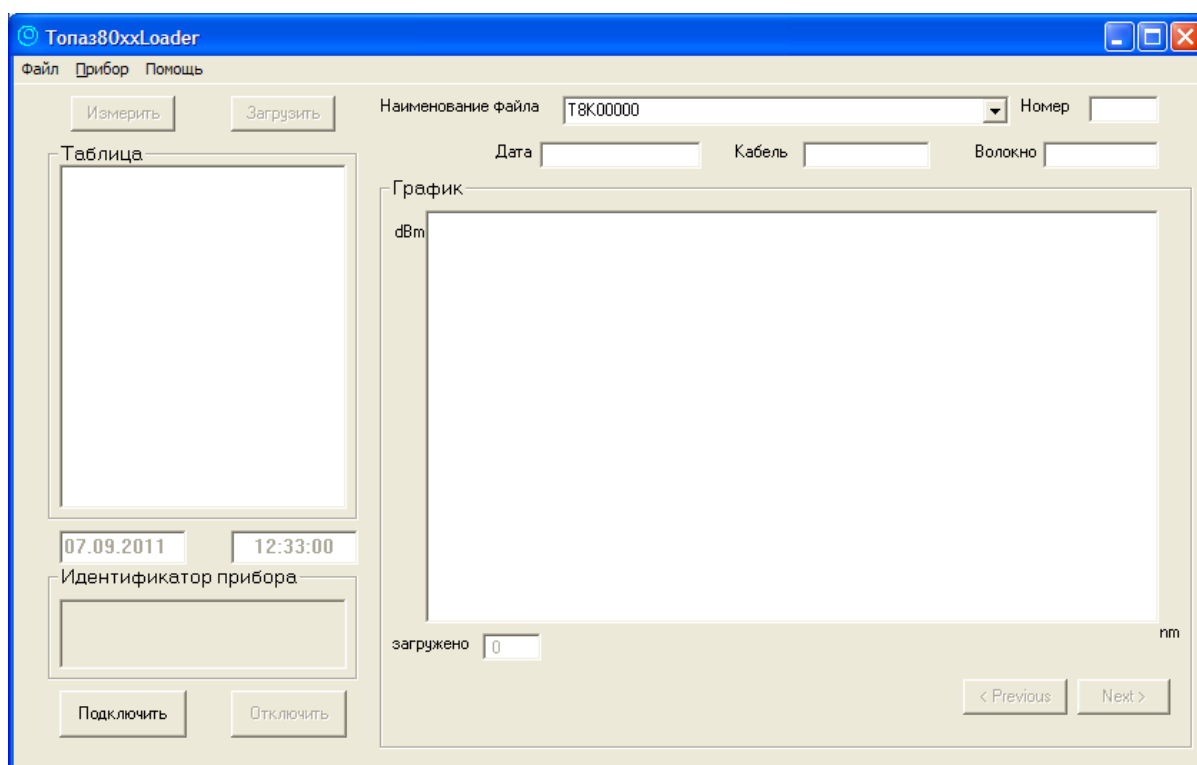 Топаз80xxLoader
Файл Прибор Помощь
Измерить Загрузить Наименование файла T8K00000 Номер
Таблица Дата Кабель Волокно
График
dBm
07.09.2011 12:33:00
Идентификатор прибора
nm
загружено 0
Подключить Отключить < Previous Next >